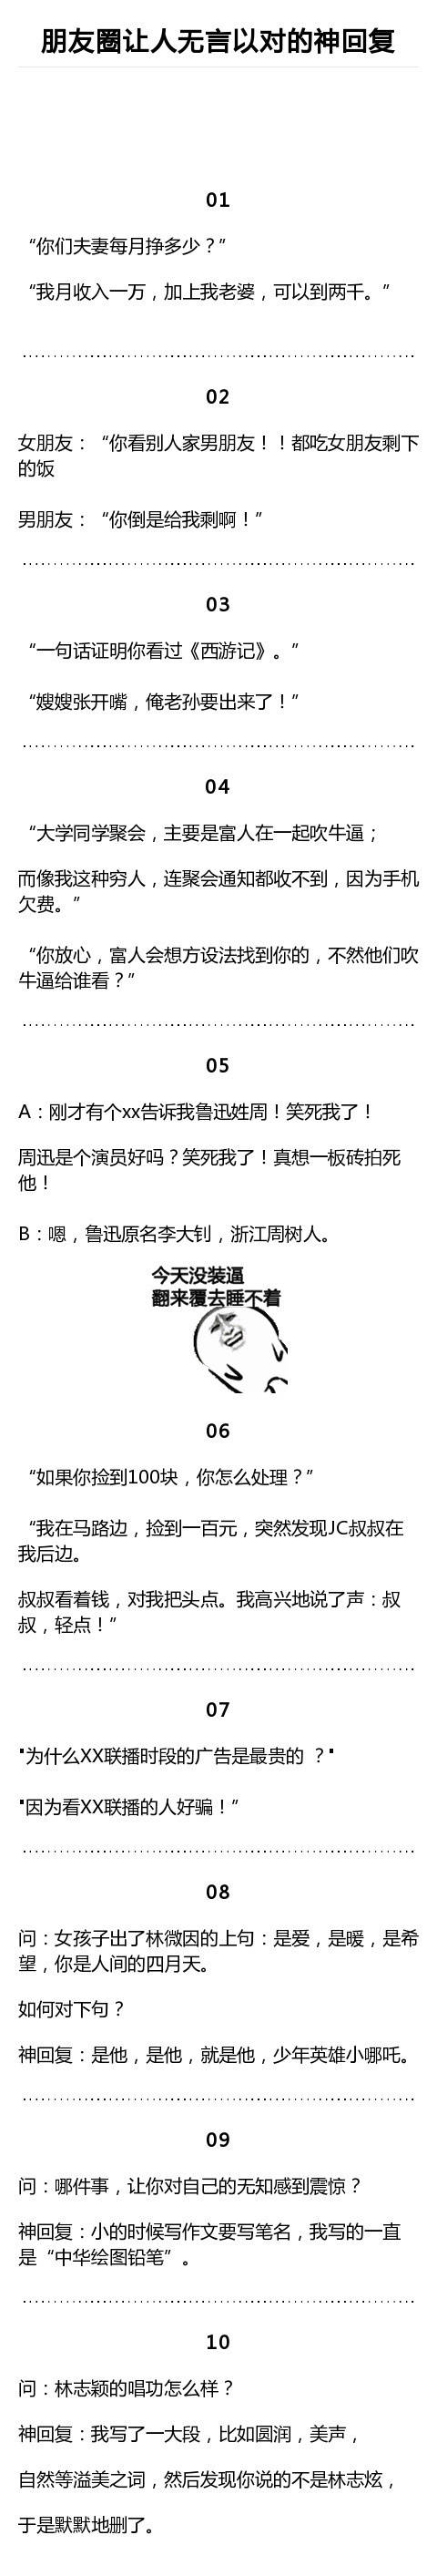 朋友圈让人无言以对的神回复
01
“你们夫妻每月挣多少？”
“我月收入一万，加上我老婆，可以到两千。”
02
女朋友：“你看别人家男朋友！！都吃女朋友剩下
的饭
男朋友：“你倒是给我剩啊！”
03
“一句话证明你看过《西游记》。”
“嫂嫂张开嘴，俺老孙要出来了！”
04
“大学同学聚会，主要是富人在一起吹牛逼；
而像我这种穷人，连聚会通知都收不到，因为手机
欠费。”
“你放心，富人会想方设法找到你的，不然他们吹
牛逼给谁看？”
05
A：刚才有个xx告诉我鲁迅姓周！笑死我了！
周迅是个演员好吗？笑死我了！真想一板砖拍死
他！
B：嗯，鲁迅原名李大钊，浙江周树人。
今天没装逼
翻来覆去睡不着
06
“如果你捡到100块，你怎么处理？”
“我在马路边，捡到一百元，突然发现JC叔叔在
我后边。
叔叔看着钱，对我把头点。我高兴地说了声：叔
叔，轻点！”
07
"为什么XX联播时段的广告是最贵的 ？"
"因为看XX联播的人好骗！”
08
问：女孩子出了林微因的上句：是爱，是暖，是希
望，你是人间的四月天。
如何对下句？
神回复：是他，是他，就是他，少年英雄小哪吒。
09
问：哪件事，让你对自己的无知感到震惊？
神回复：小的时候写作文要写笔名，我写的一直
是“中华绘图铅笔”。
10
问：林志颖的唱功怎么样？
神回复：我写了一大段，比如圆润，美声，
自然等溢美之词，然后发现你说的不是林志炫，
于是默默地删了。